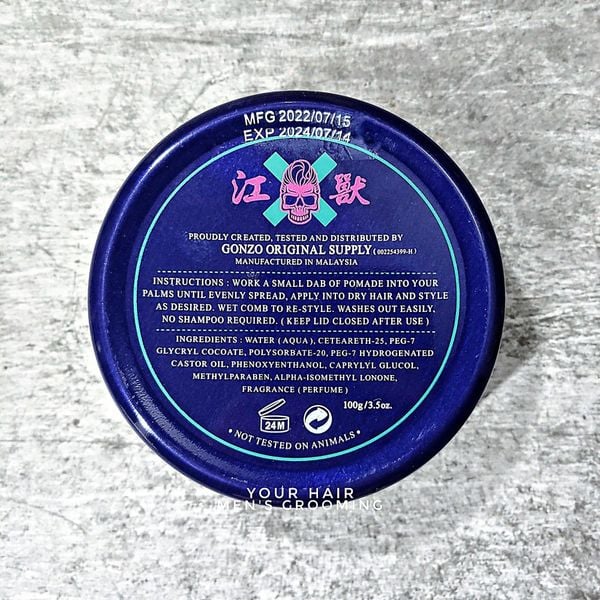 MFG 2022/07/15
EXP 2024/07/14
江 獸
PROUDLY CREATED, TESTED AND DISTRIBUTED BY
GONZO ORIGINAL SUPPLY ( 002254399-H )
MANUFACTURED IN MALAYSIA
INSTRUCTIONS : WORK A SMALL DAB OF POMADE INTO YOUR
PALMS UNTIL EVENLY SPREAD, APPLY INTO DRY HAIR AND STYLE
AS DESIRED. WET COMB TO RE-STYLE. WASHES OUT EASILY,
NO SHAMPOO REQUIRED. ( KEEP LID CLOSED AFTER USE )
INGREDIENTS : WATER ( AQUA ), CETEARETH-25, PEG-7
GLYCRYL COCOATE, POLYSORBATE-20, PEG-7 HYDROGENATED
CASTOR OIL, PHENOXYENTHANOL, CAPRYLYL GLUCOL,
METHYLPARABEN, ALPHA-ISOMETHYL LONONE,
FRAGRANCE ( PERFUME )
100g/3.5oz.
24M
• NOT TESTED ON ANIMALS •
YOUR HAIR
MEN'S GROOMING